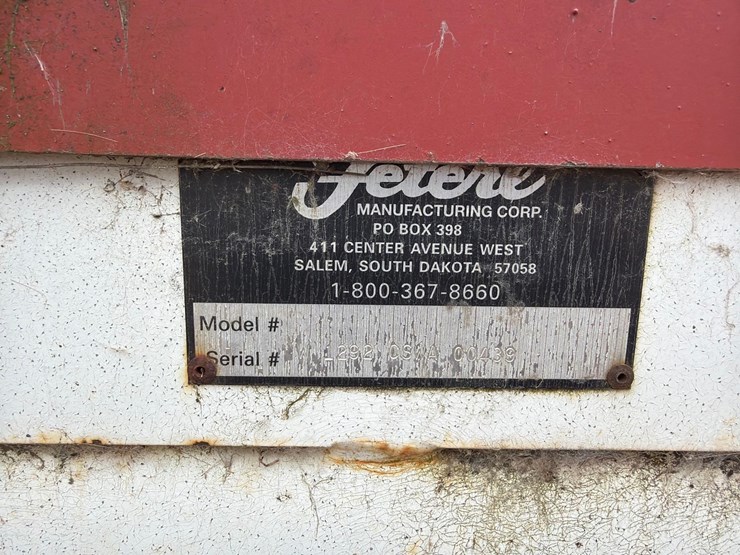 Feterl
MANUFACTURING CORP.
PO BOX 398
411 CENTER AVENUE WEST
SALEM, SOUTH DAKOTA 57058
1-800-367-8660
Model #
Serial #